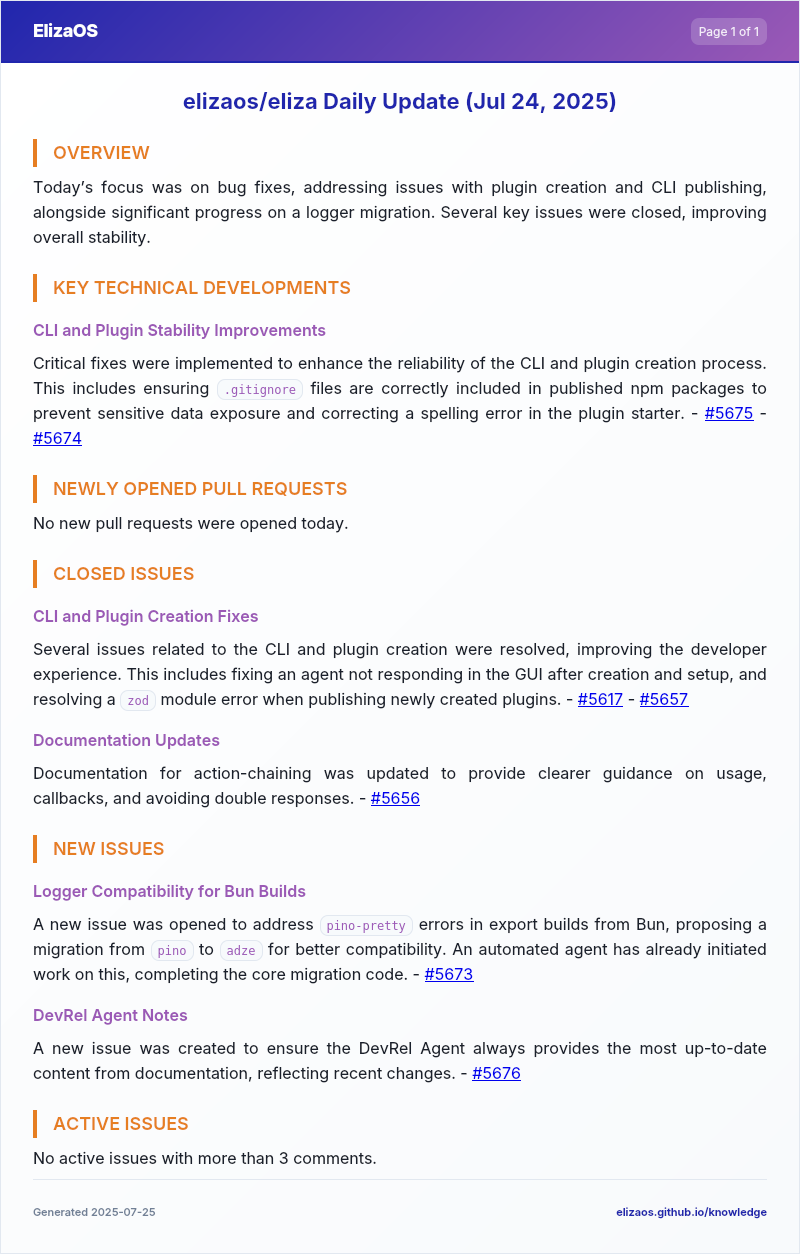 ElizaOS
Page 1 of 1
elizaos/eliza Daily Update (Jul 24, 2025)
OVERVIEW
Today’s focus was on bug fixes, addressing issues with plugin creation and CLI publishing,
alongside significant progress on a logger migration. Several key issues were closed, improving
overall stability.
KEY TECHNICAL DEVELOPMENTS
CLI and Plugin Stability Improvements
Critical fixes were implemented to enhance the reliability of the CLI and plugin creation process.
This includes ensuring .gitignore files are correctly included in published npm packages to
prevent sensitive data exposure and correcting a spelling error in the plugin starter. - #5675 -
#5674
NEWLY OPENED PULL REQUESTS
No new pull requests were opened today.
CLOSED ISSUES
CLI and Plugin Creation Fixes
Several issues related to the CLI and plugin creation were resolved, improving the developer
experience. This includes fixing an agent not responding in the GUI after creation and setup, and
resolving a zod module error when publishing newly created plugins. - #5617 - #5657
Documentation Updates
Documentation for action-chaining was updated to provide clearer guidance on usage,
callbacks, and avoiding double responses. - #5656
NEW ISSUES
Logger Compatibility for Bun Builds
A new issue was opened to address pino-pretty errors in export builds from Bun, proposing a
migration from pino to adze for better compatibility. An automated agent has already initiated
work on this, completing the core migration code. - #5673
DevRel Agent Notes
A new issue was created to ensure the DevRel Agent always provides the most up-to-date
content from documentation, reflecting recent changes. - #5676
ACTIVE ISSUES
No active issues with more than 3 comments.
Generated 2025-07-25
elizaos.github.io/knowledge